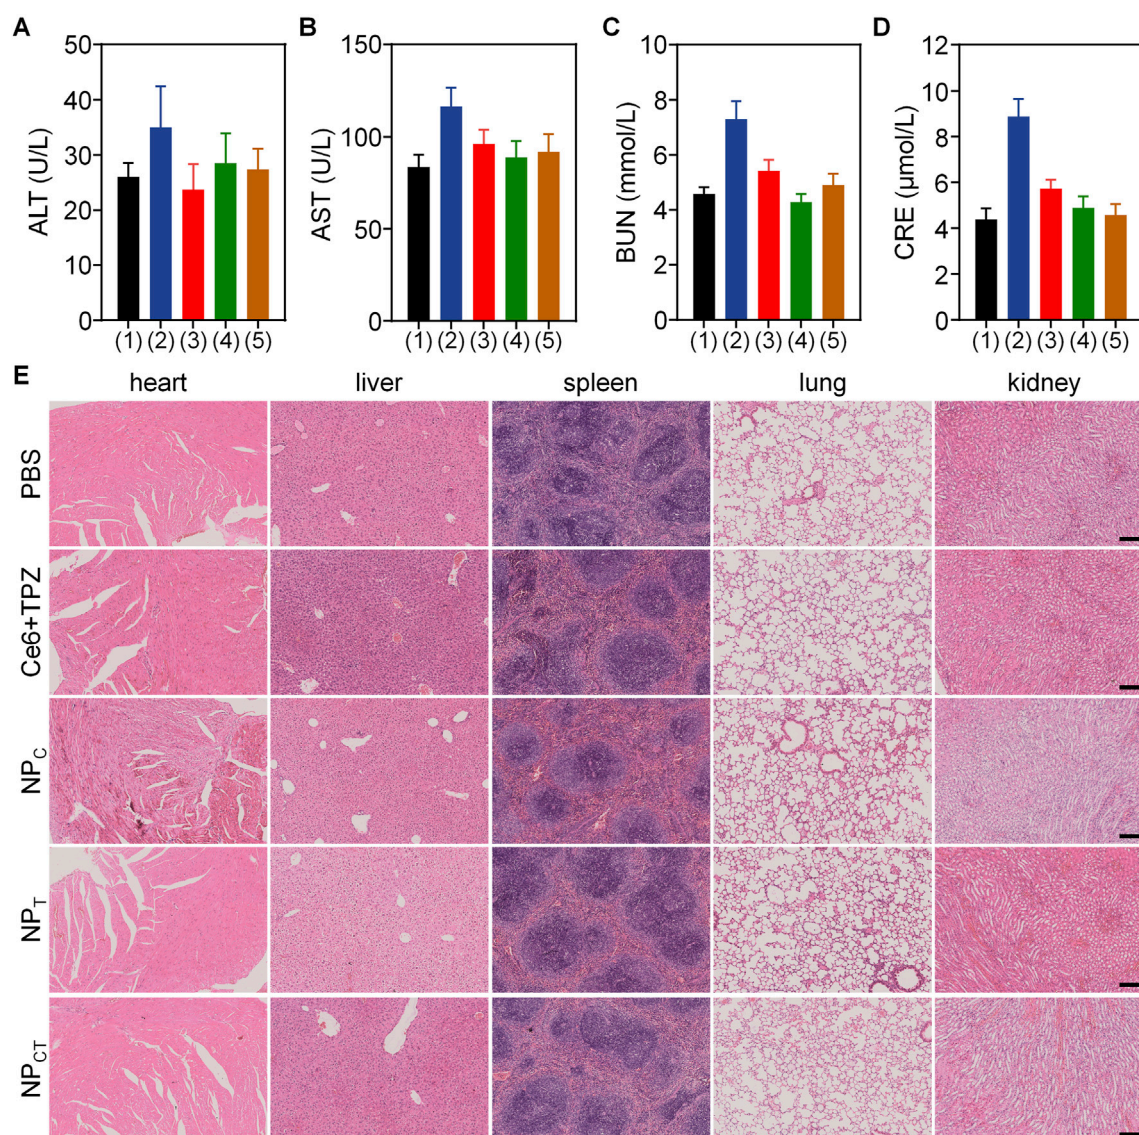 A
B
C
D
ALT (U/L)
50
40
30
20
10
0
(1) (2) (3) (4) (5)
AST (U/L)
150
100
50
0
(1) (2) (3) (4) (5)
BUN (mmol/L)
10
8
6
4
2
0
(1) (2) (3) (4) (5)
CRE (μmol/L)
12
10
8
6
4
2
0
(1) (2) (3) (4) (5)
E
heart liver spleen lung kidney
PBS
Ce6+TPZ
NPC
NPT
NPCT